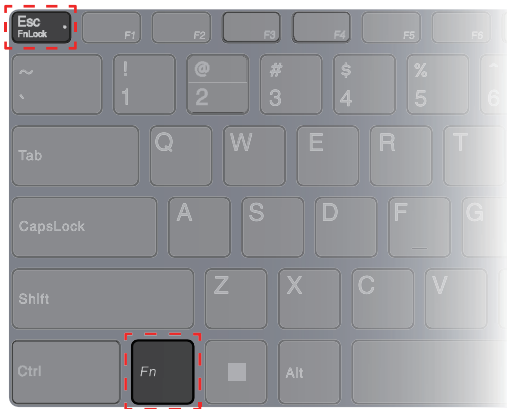 Esc
FnLock
F1
F2
F3
F4
F5
F6
~
`
!
1
@
2
#
3
$
4
%
5
^
6
Tab
Q
W
E
R
T
CapsLock
A
S
D
F
G
Shift
Z
X
C
V
Ctrl
Fn
Alt